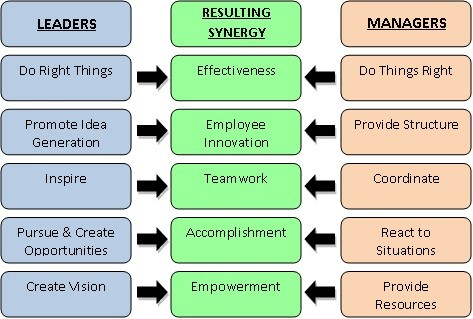 LEADERS
RESULTING
SYNERGY
MANAGERS
Do Right Things
Effectiveness
Do Things Right
Promote Idea
Generation
Employee
Innovation
Provide Structure
Inspire
Teamwork
Coordinate
Pursue & Create
Opportunities
Accomplishment
React to
Situations
Create Vision
Empowerment
Provide
Resources